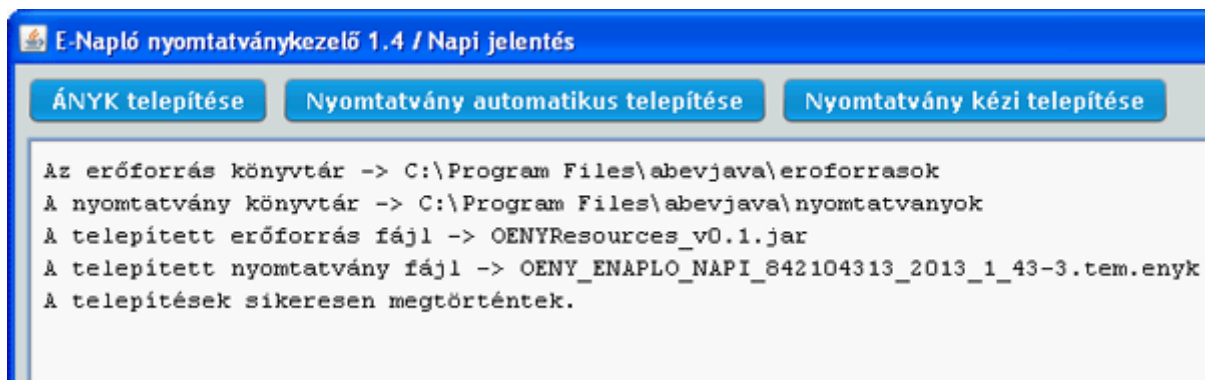 E-Napló nyomtatványkezelő 1.4 / Napi jelentés
ÁNYK telepítése Nyomtatvány automatikus telepítése Nyomtatvány kézi telepítése
Az erőforrás könyvtár -> C:\Program Files\abevjava\eroforrasok
A nyomtatvány könyvtár -> C:\Program Files\abevjava\nyomtatvanyok
A telepített erőforrás fájl -> OENYResources_v0.1.jar
A telepített nyomtatvány fájl -> OENY_ENAPLO_NAPI_842104313_2013_1_43-3.tem.enyk
A telepítések sikeresen megtörténtek.